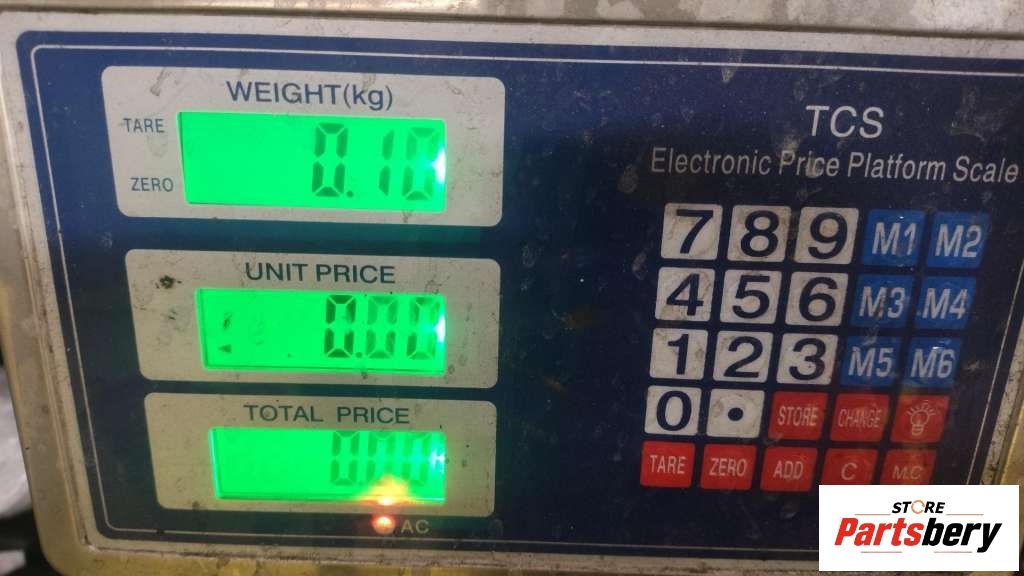 WEIGHT(kg)
TARE
ZERO
0.10
UNIT PRICE
0.00
TOTAL PRICE
0.00
AC
TCS
Electronic Price Platform Scale
7 8 9 M1 M2
4 5 6 M3 M4
1 2 3 M5 M6
0 . STORE CHANGE
TARE ZERO ADD C M.C
STORE
Partsbery